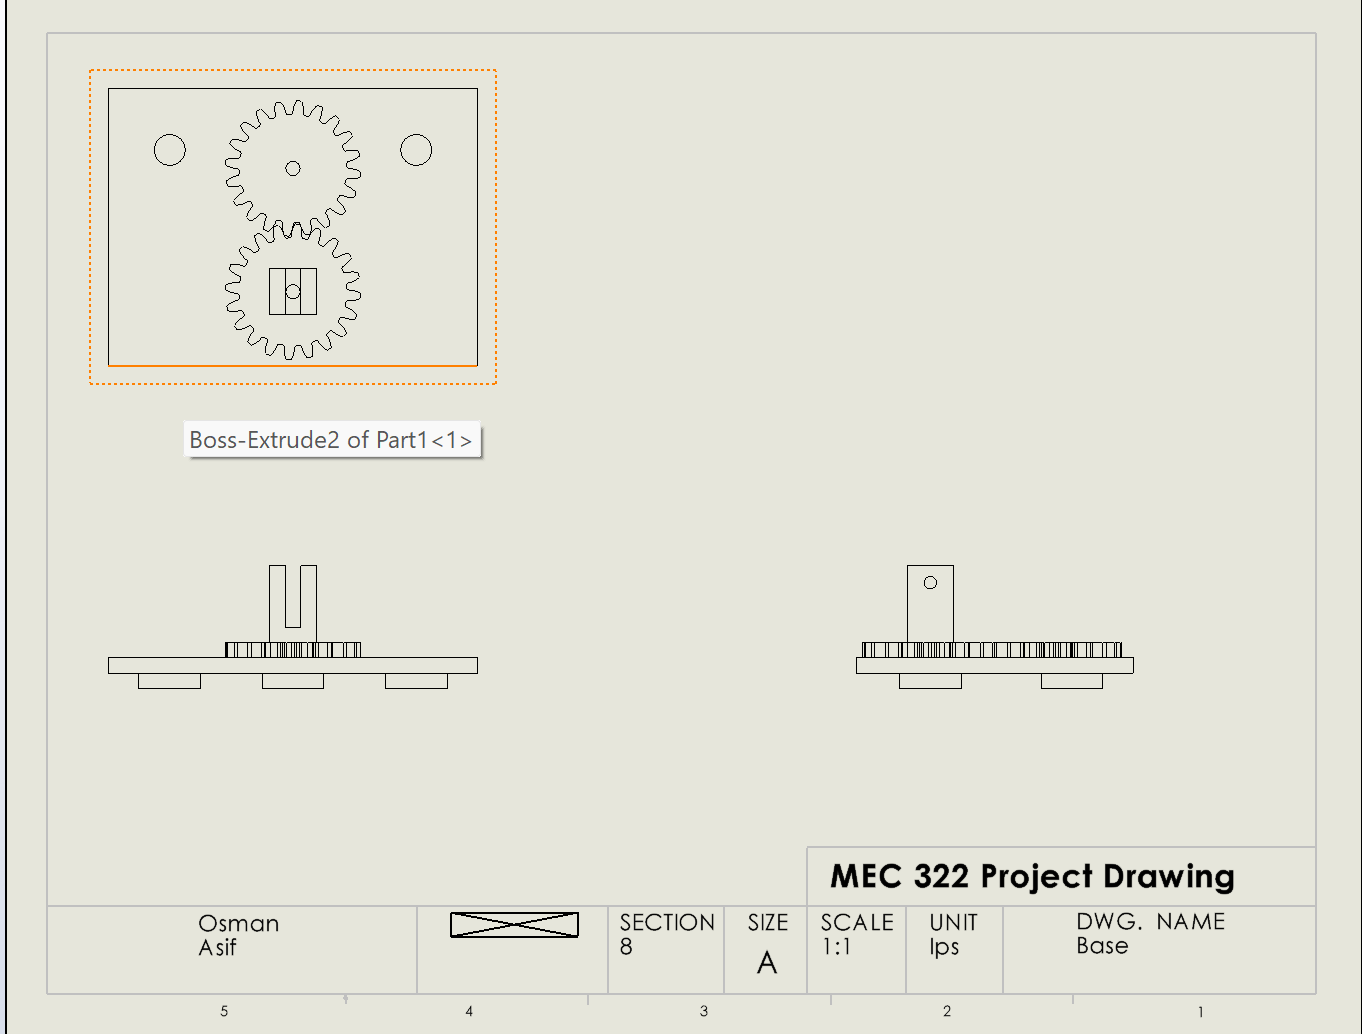 Boss-Extrude2 of Part1<1>
MEC 322 Project Drawing
Osman
Asif
SECTION
8
SIZE
A
SCALE
1:1
UNIT
Ips
DWG. NAME
Base
5 4 3 2 1